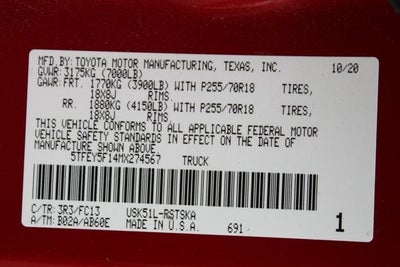 MFD.BY: TOYOTA MOTOR MANUFACTURING, TEXAS, INC. 10/20
GVWR: 3175KG (7000LB)
GAWR: FRT. 1770KG (3900LB) WITH P255/70R18 TIRES,
18X8J RIMS
RR. 1880KG (4150LB) WITH P255/70R18 TIRES,
18X8J RIMS
THIS VEHICLE CONFORMS TO ALL APPLICABLE FEDERAL MOTOR
VEHICLE SAFETY STANDARDS IN EFFECT ON THE DATE OF
MANUFACTURE SHOWN ABOVE.
5TFEY5F14MX274567 TRUCK
C/TR: 3R3/FC13 USK51L-RSTSKA
A/TM: B02A/AB60E MADE IN U.S.A. 691 1